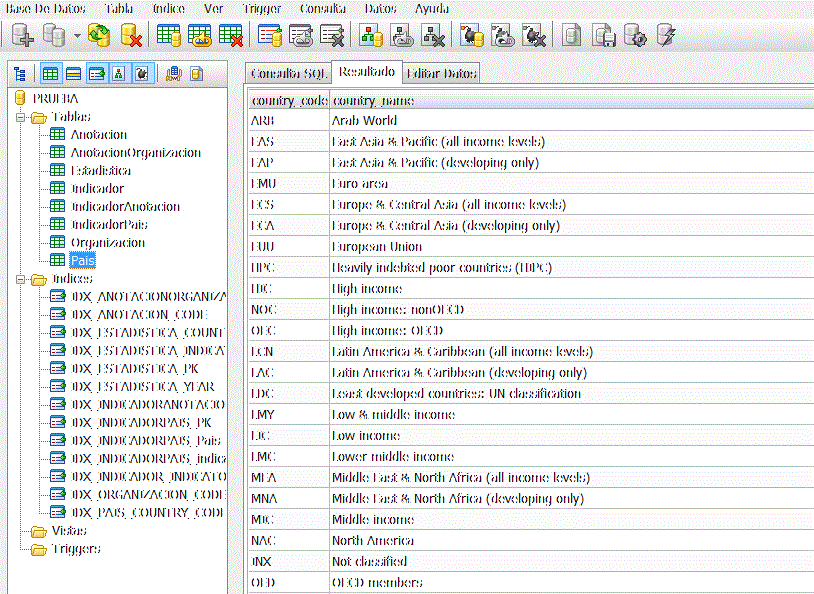 Base De Datos Tabla Indice Ver Trigger Consulta Datos Ayuda
Consulta SQL Resultado Editar Datos
PRUEBA
Tablas
Anotacion
AnotacionOrganizacion
Estadistica
Indicador
IndicadorAnotacion
IndicadorPais
Organizacion
Pais
Indices
IDX_ANOTACIONORGANIZA
IDX_ANOTACION_CODE
IDX_ESTADISTICA_COUNT
IDX_ESTADISTICA_INDICA
IDX_ESTADISTICA_PK
IDX_ESTADISTICA_YEAR
IDX_INDICADORANOTACIO
IDX_INDICADORPAIS_PK
IDX_INDICADORPAIS_Pais
IDX_INDICADORPAIS_indica
IDX_INDICADOR_INDICATO
IDX_ORGANIZACION_CODE
IDX_PAIS_COUNTRY_CODE
Vistas
Triggers
country_code country_name
ARB Arab World
EAS East Asia & Pacific (all income levels)
EAP East Asia & Pacific (developing only)
EMU Euro area
ECS Europe & Central Asia (all income levels)
ECA Europe & Central Asia (developing only)
EUU European Union
HPC Heavily indebted poor countries (HIPC)
HIC High income
NOC High income: nonOECD
OEC High income: OECD
LCN Latin America & Caribbean (all income levels)
LAC Latin America & Caribbean (developing only)
LDC Least developed countries: UN classification
LMY Low & middle income
LIC Low income
LMC Lower middle income
MEA Middle East & North Africa (all income levels)
MNA Middle East & North Africa (developing only)
MIC Middle income
NAC North America
INX Not classified
OED OECD members